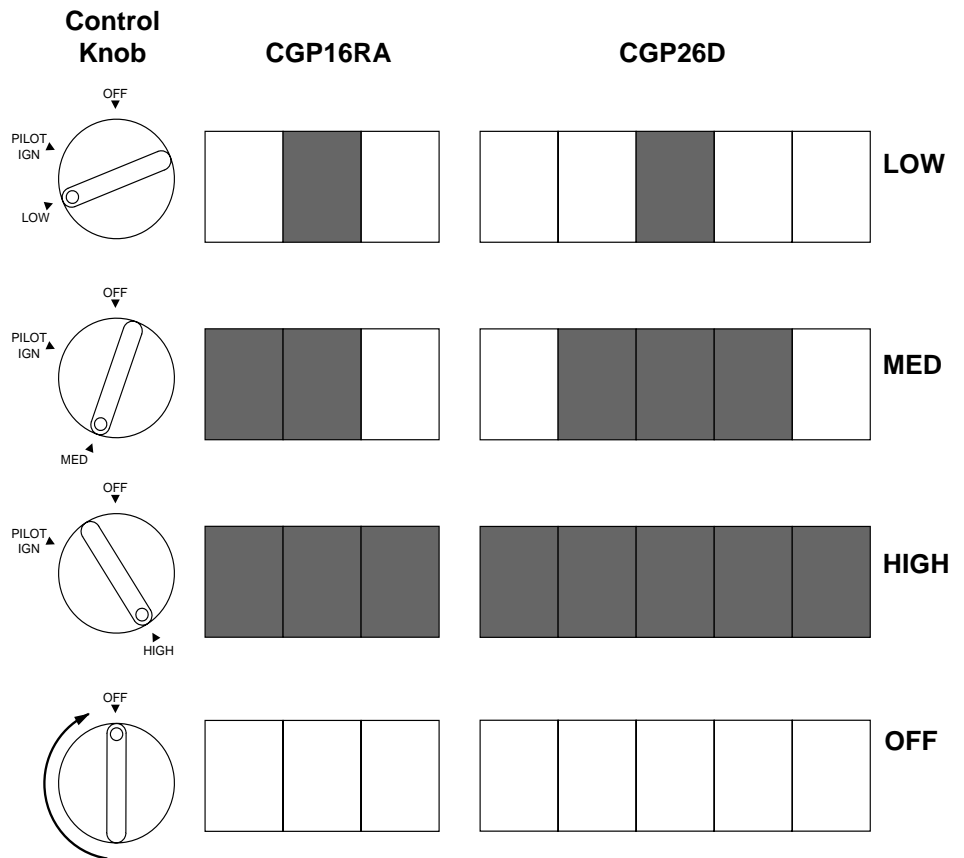 Control
Knob
CGP16RA
CGP26D
OFF
PILOT
IGN
LOW
LOW
OFF
PILOT
IGN
MED
MED
OFF
PILOT
IGN
HIGH
HIGH
OFF
OFF